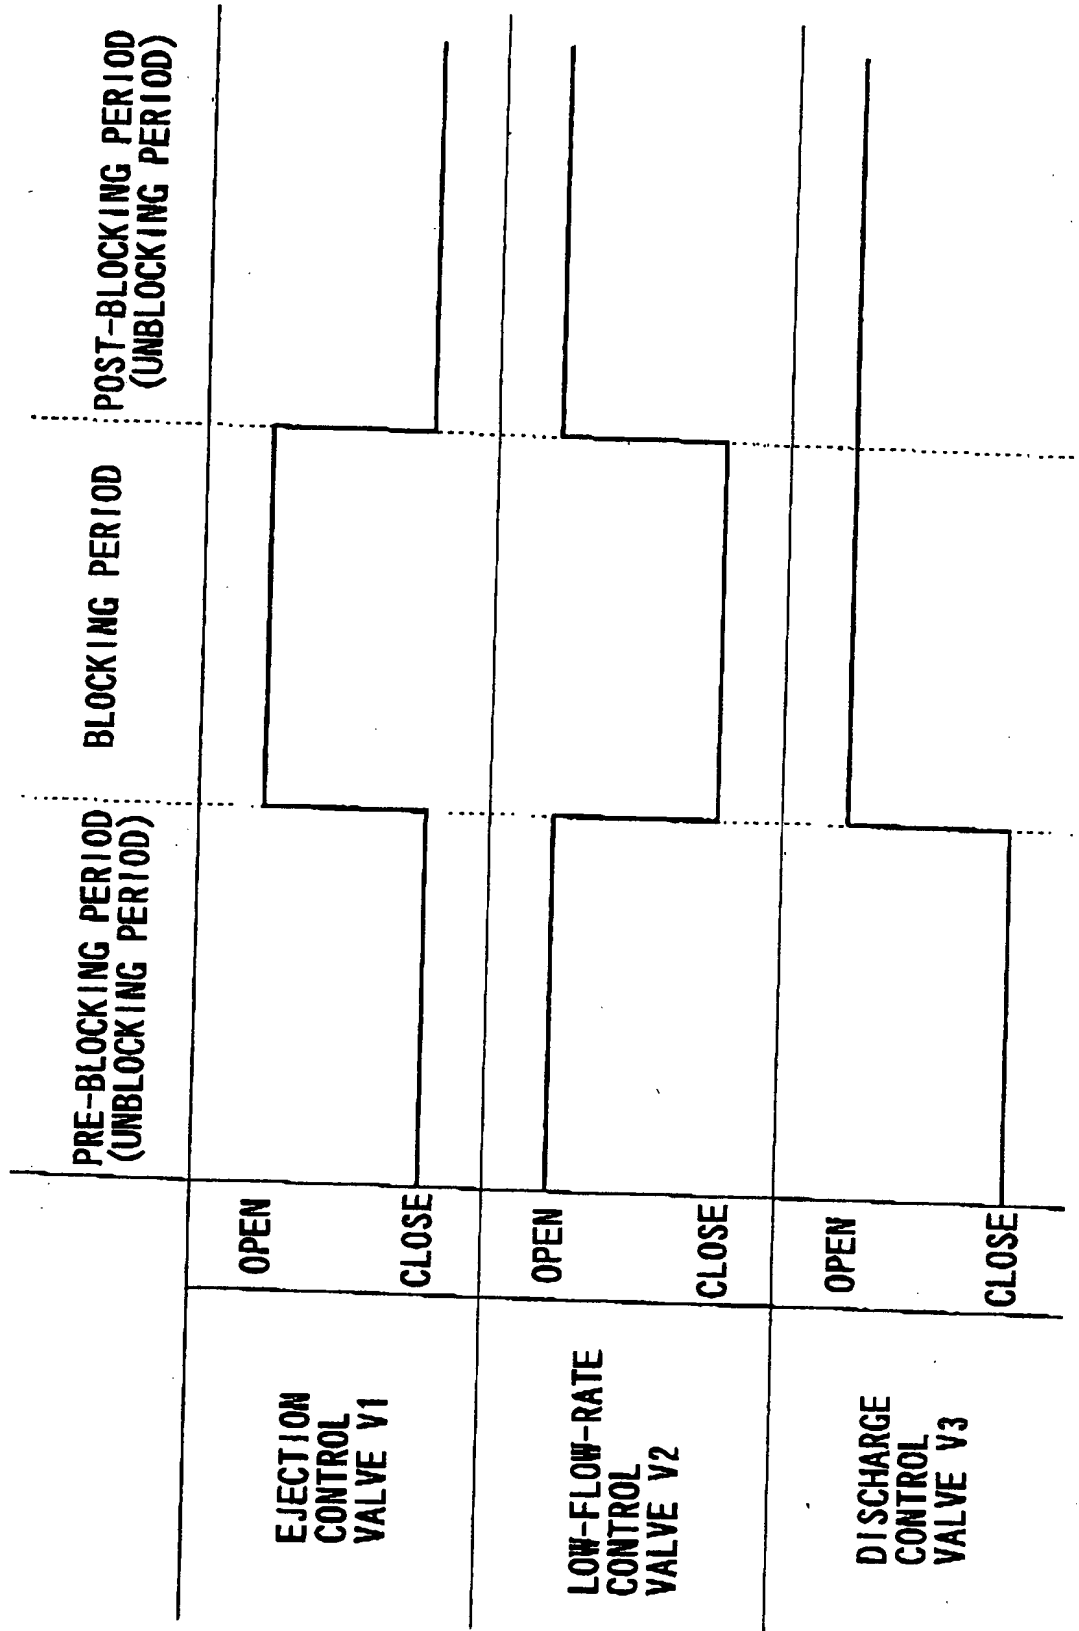 PRE-BLOCKING PERIOD
(UNBLOCKING PERIOD)
BLOCKING PERIOD
POST-BLOCKING PERIOD
(UNBLOCKING PERIOD)
EJECTION
CONTROL
VALVE V1
OPEN
CLOSE
LOW-FLOW-RATE
CONTROL
VALVE V2
OPEN
CLOSE
DISCHARGE
CONTROL
VALVE V3
OPEN
CLOSE